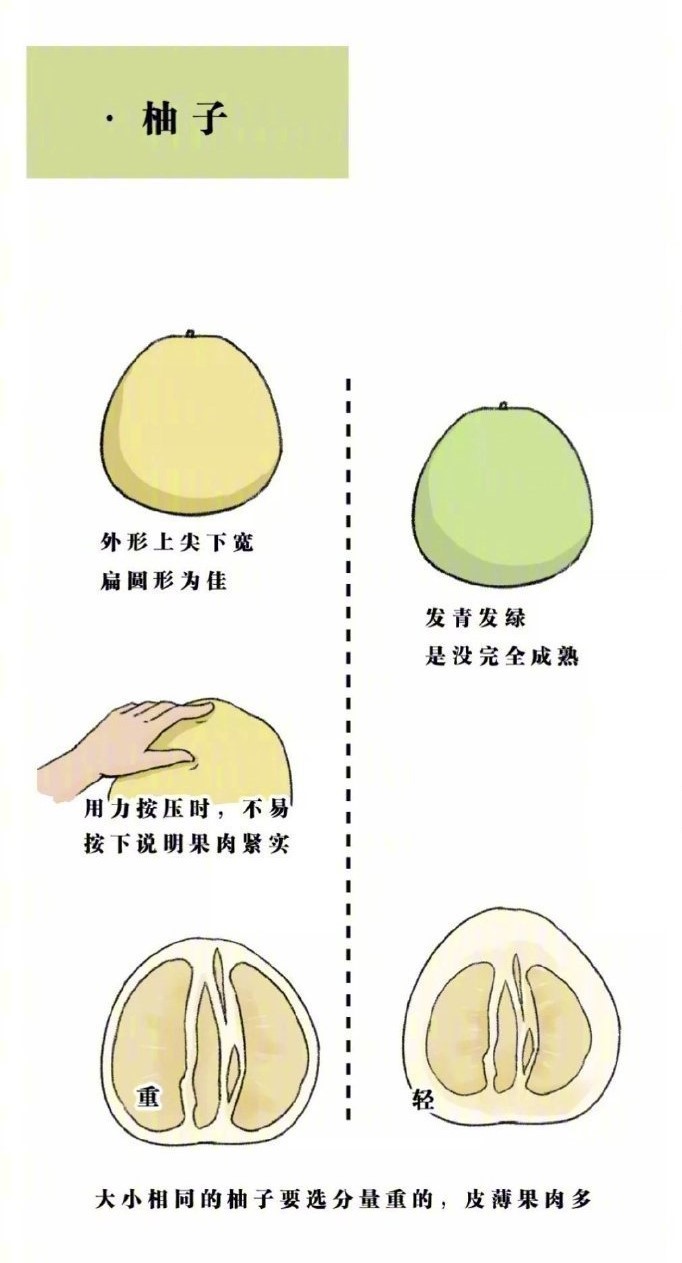 ·柚子
外形上尖下宽
扁圆形为佳
发青发绿
是没完全成熟
用力按压时，不易
按下说明果肉紧实
重
轻
大小相同的柚子要选分量重的，皮薄果肉多